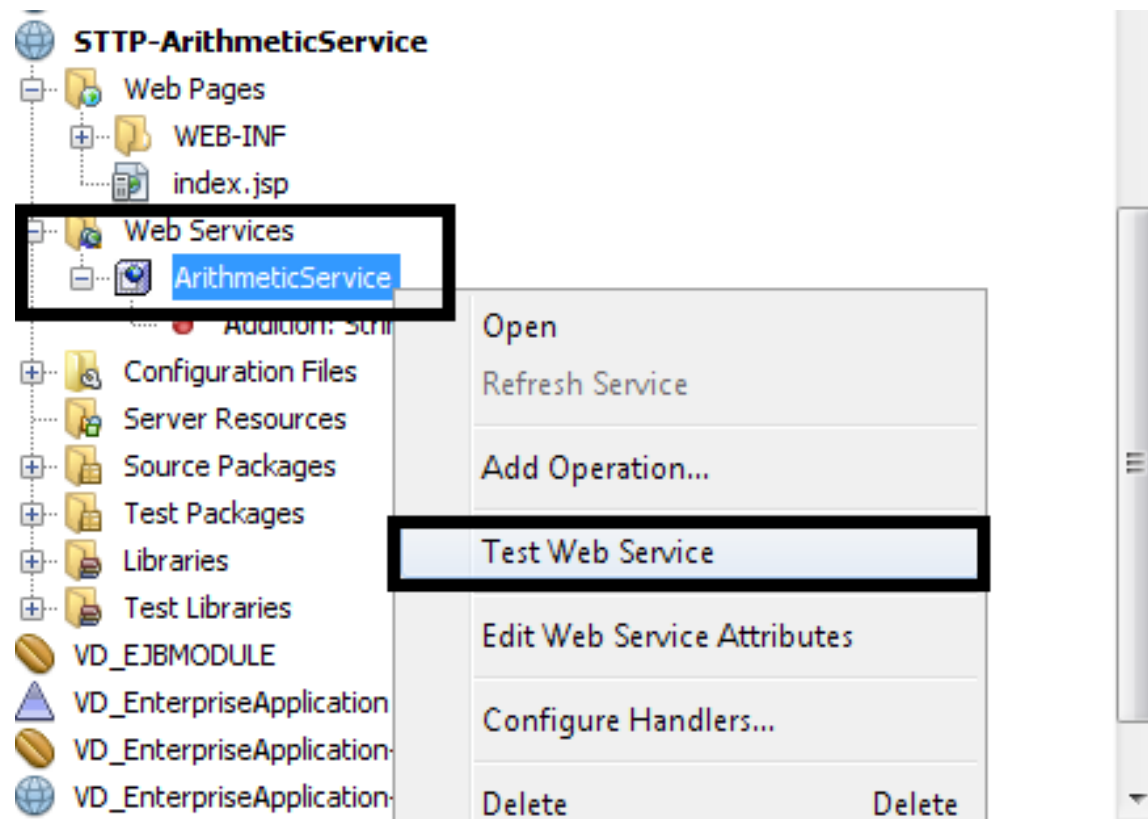 STTP-ArithmeticService
Web Pages
WEB-INF
index.jsp
Web Services
ArithmeticService
Addition: Stri
Configuration Files
Server Resources
Source Packages
Test Packages
Libraries
Test Libraries
VD_EJBMODULE
VD_EnterpriseApplication
VD_EnterpriseApplication-
VD_EnterpriseApplication-
Open
Refresh Service
Add Operation...
Test Web Service
Edit Web Service Attributes
Configure Handlers...
Delete Delete